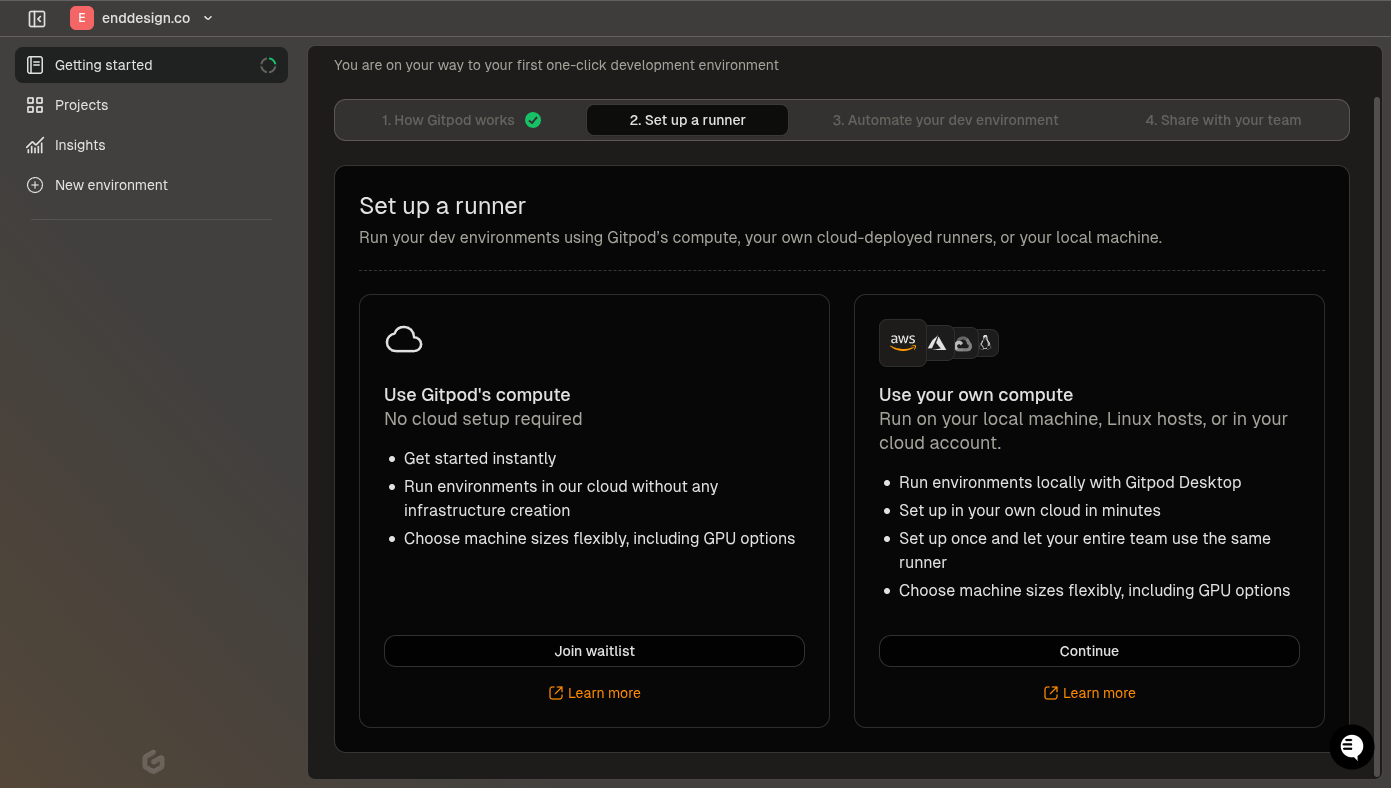 E enddesign.co
Getting started
Projects
Insights
New environment
You are on your way to your first one-click development environment
1. How Gitpod works
2. Set up a runner
3. Automate your dev environment
4. Share with your team
Set up a runner
Run your dev environments using Gitpod's compute, your own cloud-deployed runners, or your local machine.
Use Gitpod's compute
No cloud setup required
Get started instantly
Run environments in our cloud without any
infrastructure creation
Choose machine sizes flexibly, including GPU options
Join waitlist
Learn more
aws
Use your own compute
Run on your local machine, Linux hosts, or in your
cloud account.
Run environments locally with Gitpod Desktop
Set up in your own cloud in minutes
Set up once and let your entire team use the same
runner
Choose machine sizes flexibly, including GPU options
Continue
Learn more